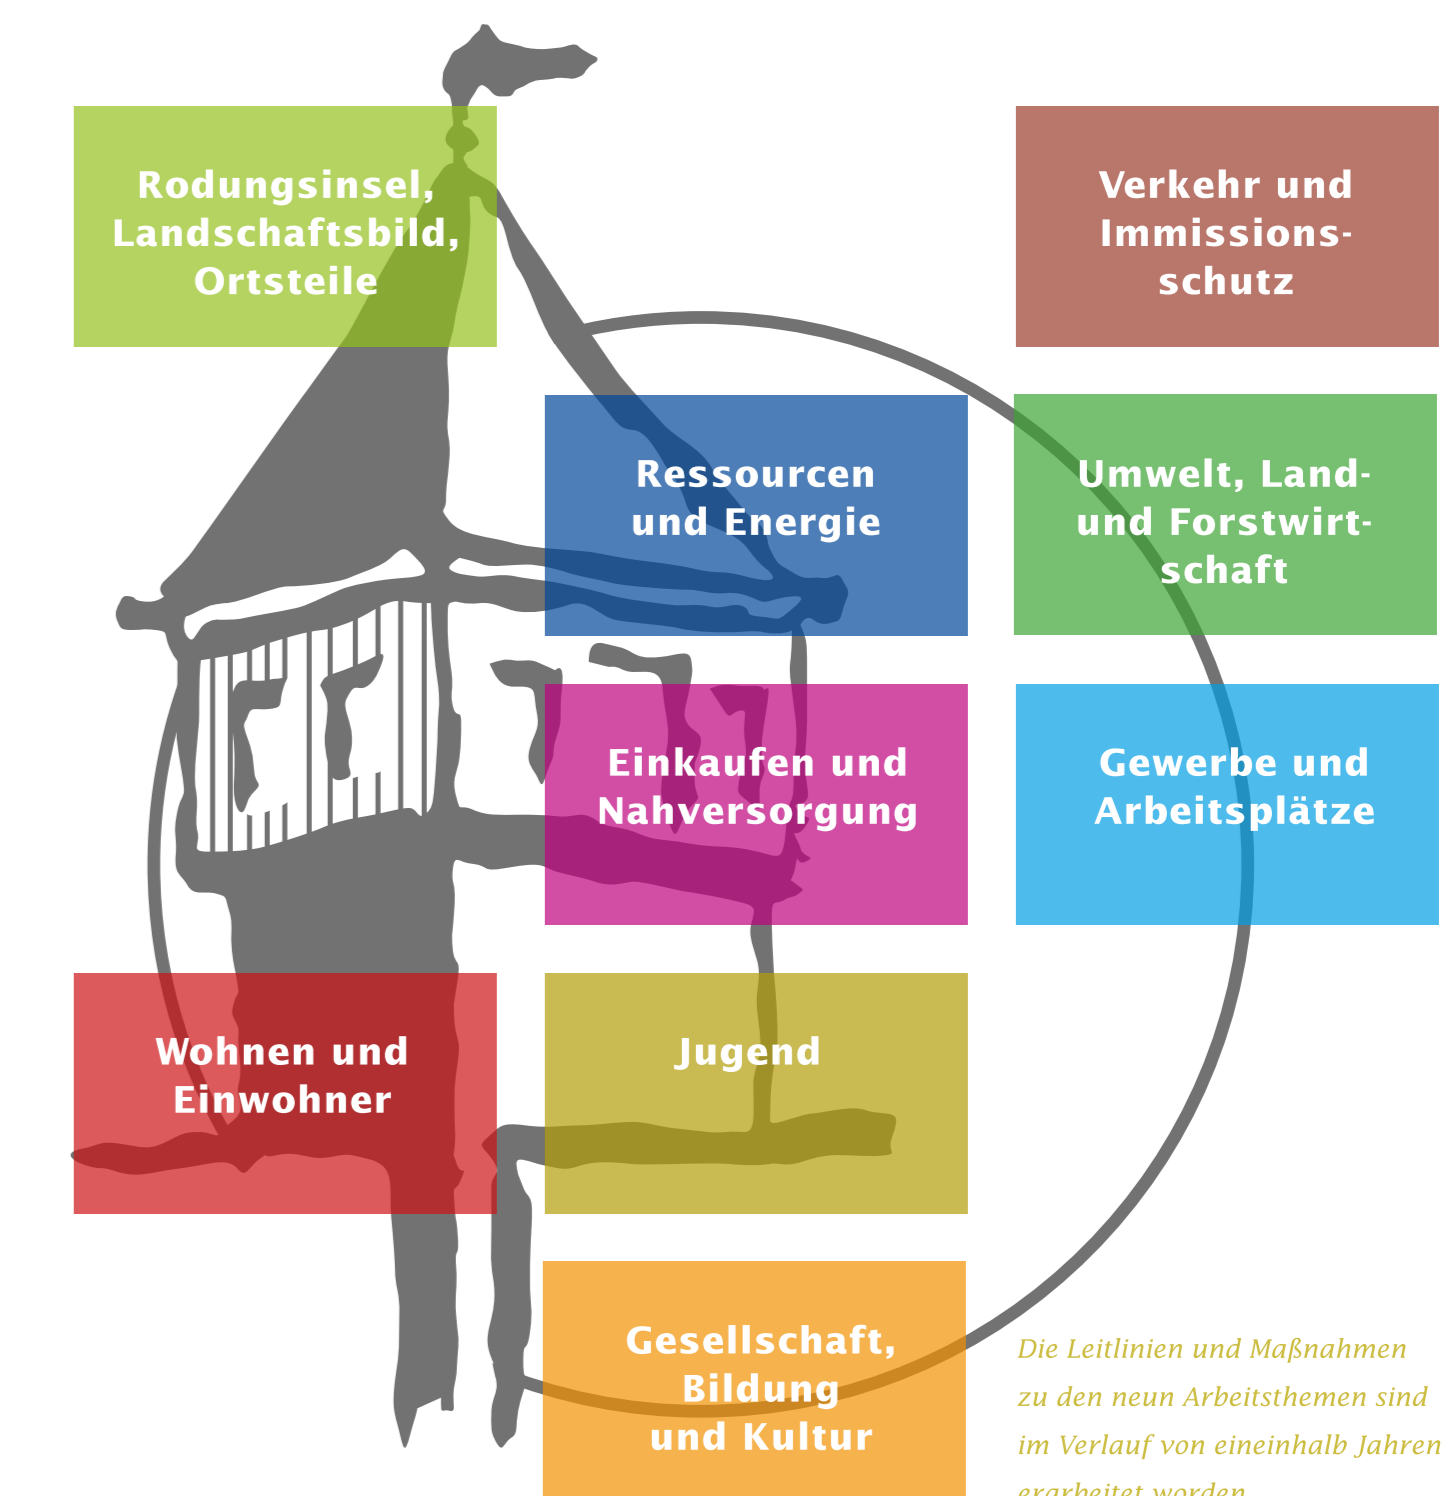 Rodungsinsel,
Landschaftsbild,
Ortsteile
Verkehr und
Immissions-
schutz
Ressourcen
und Energie
Umwelt, Land-
und Forstwirt-
schaft
Einkaufen und
Nahversorgung
Gewerbe und
Arbeitsplätze
Wohnen und
Einwohner
Jugend
Gesellschaft,
Bildung
und Kultur
Die Leitlinien und Maßnahmen
zu den neun Arbeitsthemen sind
im Verlauf von eineinhalb Jahren
erarbeitet worden